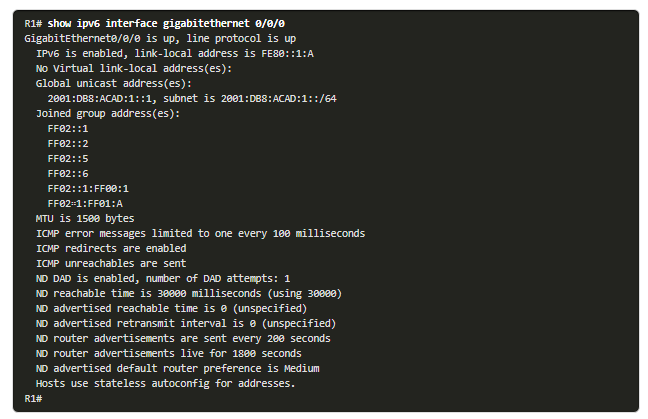 R1# show ipv6 interface gigabitethernet 0/0/0
GigabitEthernet0/0/0 is up, line protocol is up
IPv6 is enabled, link-local address is FE80::1:A
No Virtual link-local address(es):
Global unicast address(es):
2001:DB8:ACAD:1::1, subnet is 2001:DB8:ACAD:1::/64
Joined group address(es):
FF02::1
FF02::2
FF02::5
FF02::6
FF02::1:FF00:1
FF02::1:FF01:A
MTU is 1500 bytes
ICMP error messages limited to one every 100 milliseconds
ICMP redirects are enabled
ICMP unreachables are sent
ND DAD is enabled, number of DAD attempts: 1
ND reachable time is 30000 milliseconds (using 30000)
ND advertised reachable time is 0 (unspecified)
ND advertised retransmit interval is 0 (unspecified)
ND router advertisements are sent every 200 seconds
ND router advertisements live for 1800 seconds
ND advertised default router preference is Medium
Hosts use stateless autoconfig for addresses.
R1#